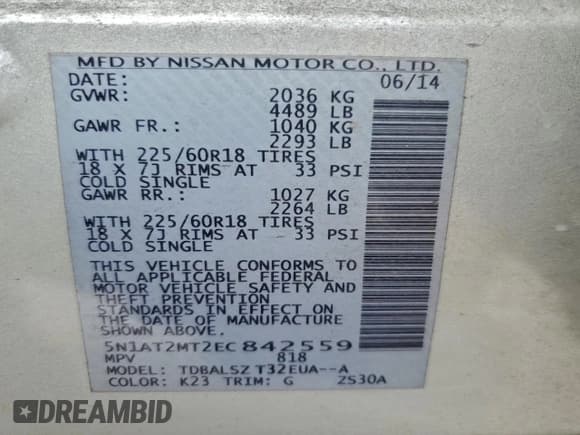 MFD BY NISSAN MOTOR CO., LTD.
DATE: 06/14
GVWR: 2036 KG
4489 LB
GAWR FR.: 1040 KG
2293 LB
WITH 225/60R18 TIRES
18 X 7J RIMS AT 33 PSI
COLD SINGLE
GAWR RR.: 1027 KG
2264 LB
WITH 225/60R18 TIRES
18 X 7J RIMS AT 33 PSI
COLD SINGLE
THIS VEHICLE CONFORMS TO
ALL APPLICABLE FEDERAL
MOTOR VEHICLE SAFETY AND
THEFT PREVENTION
STANDARDS IN EFFECT ON
THE DATE OF MANUFACTURE
SHOWN ABOVE.
5N1AT2MT2EC842559
MPV 818
MODEL: TDBALSZ T32EUA--A
COLOR: K23 TRIM: G 2S30A
DREAMBID